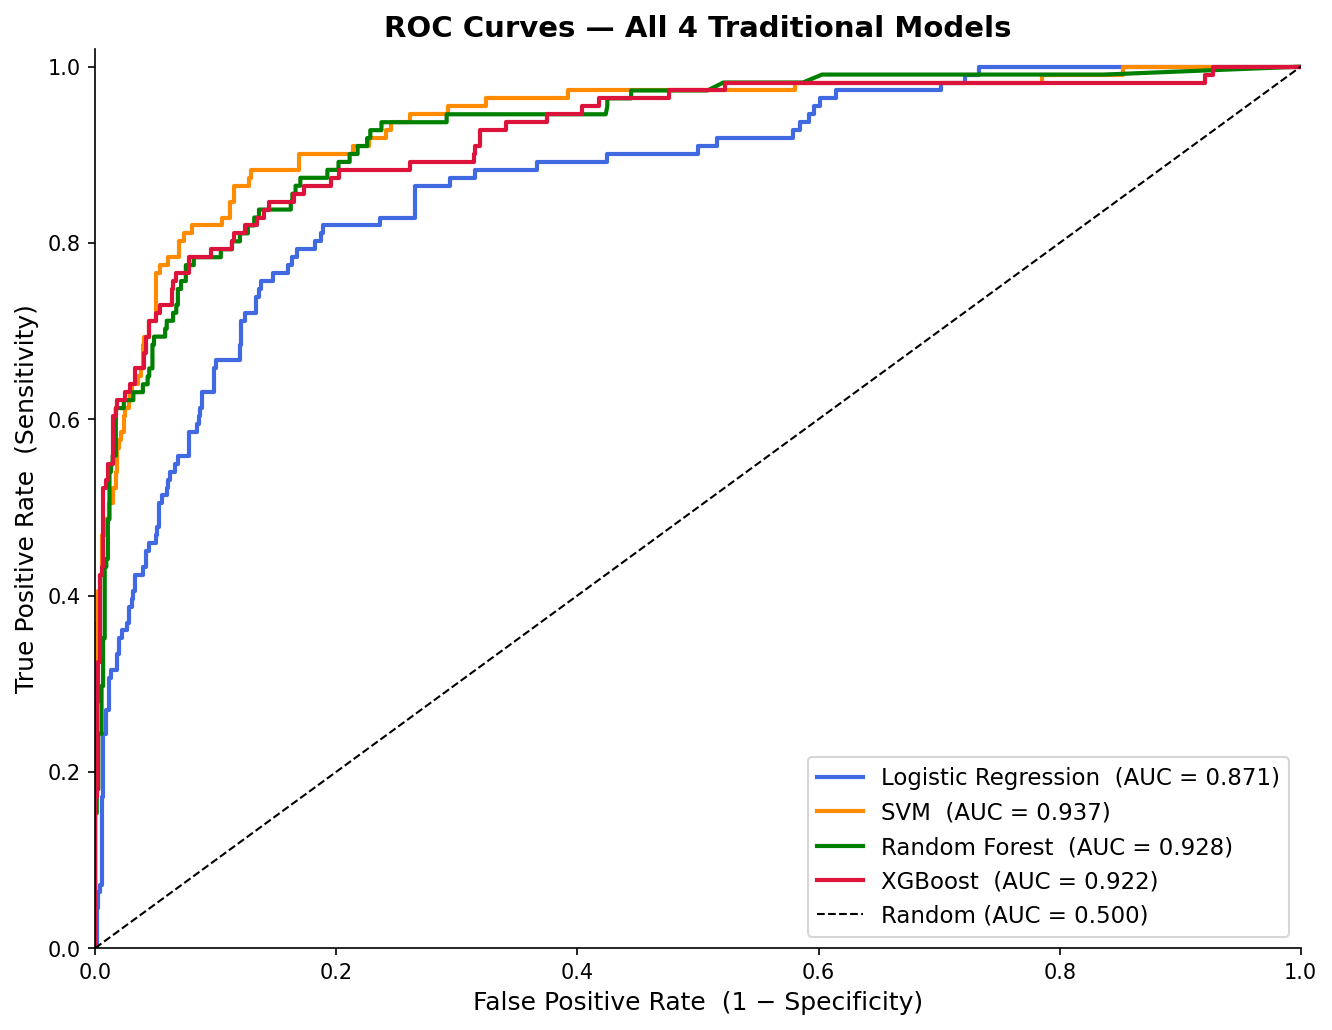 ROC Curves — All 4 Traditional Models
True Positive Rate  (Sensitivity)
1.0
0.8
0.6
0.4
0.2
0.0
0.0 0.2 0.4 0.6 0.8 1.0
False Positive Rate  (1 − Specificity)
Logistic Regression  (AUC = 0.871)
SVM  (AUC = 0.937)
Random Forest  (AUC = 0.928)
XGBoost  (AUC = 0.922)
Random (AUC = 0.500)